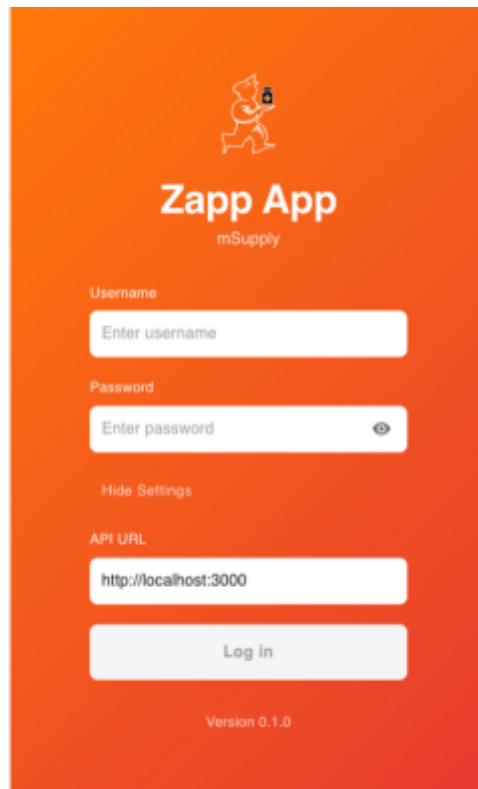 Zapp App
mSupply
Username
Enter username
Password
Enter password
Hide Settings
API URL
http://localhost:3000
Log in
Version 0.1.0